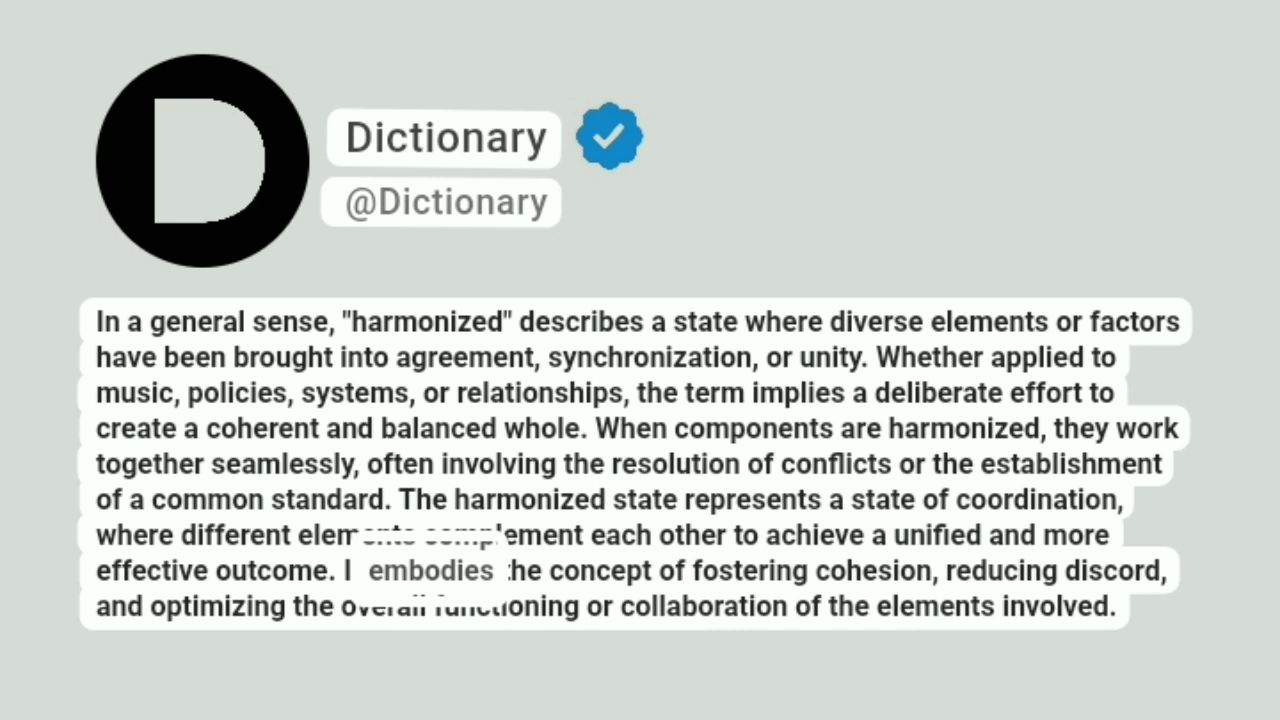 D
Dictionary
@Dictionary
In a general sense, "harmonized" describes a state where diverse elements or factors
have been brought into agreement, synchronization, or unity. Whether applied to
music, policies, systems, or relationships, the term implies a deliberate effort to
create a coherent and balanced whole. When components are harmonized, they work
together seamlessly, often involving the resolution of conflicts or the establishment
of a common standard. The harmonized state represents a state of coordination,
where different elements complement each other to achieve a unified and more
effective outcome. I embodies the concept of fostering cohesion, reducing discord,
and optimizing the overall functioning or collaboration of the elements involved.